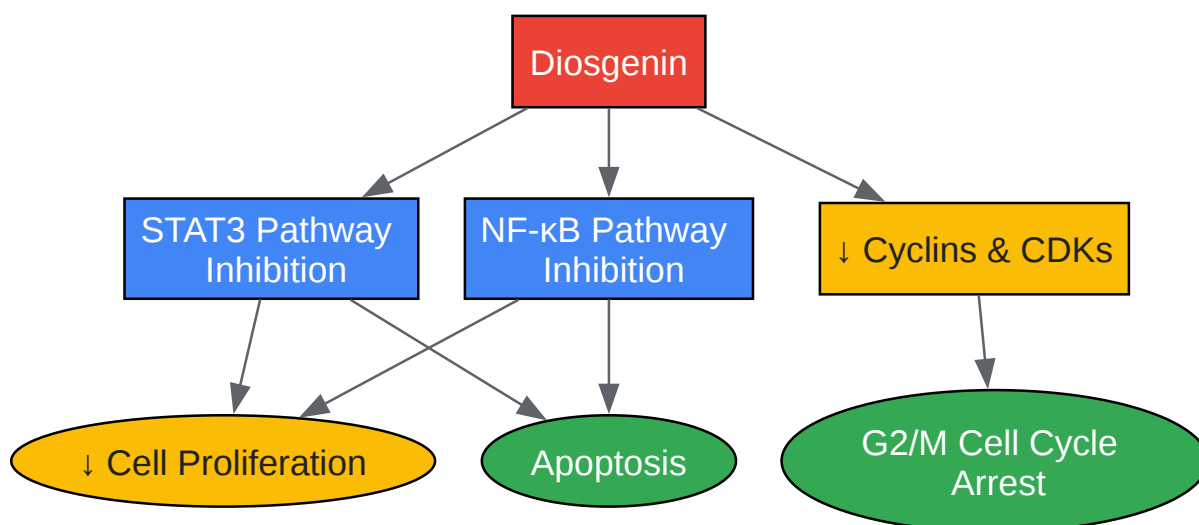 Diosgenin
STAT3 Pathway
Inhibition
NF-κB Pathway
Inhibition
↓ Cyclins & CDKs
↓ Cell Proliferation
Apoptosis
G2/M Cell Cycle
Arrest